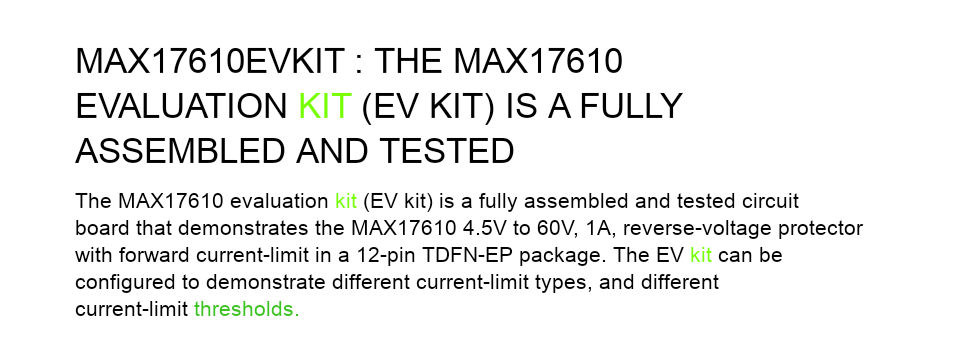 MAX17610EVKIT : THE MAX17610
EVALUATION KIT (EV KIT) IS A FULLY
ASSEMBLED AND TESTED
The MAX17610 evaluation kit (EV kit) is a fully assembled and tested circuit
board that demonstrates the MAX17610 4.5V to 60V, 1A, reverse-voltage protector
with forward current-limit in a 12-pin TDFN-EP package. The EV kit can be
configured to demonstrate different current-limit types, and different
current-limit thresholds.